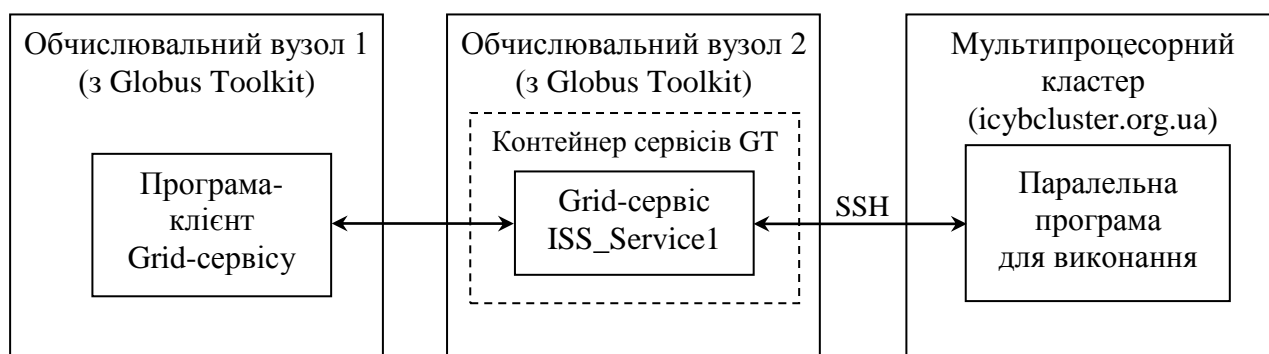 Обчислювальний вузол 1
(з Globus Toolkit)
Програма-
клієнт
Grid-сервісу
Обчислювальний вузол 2
(з Globus Toolkit)
Контейнер сервісів GT
Grid-сервіс
ISS_Service1
SSH
Мультипроцесорний
кластер
(icybcluster.org.ua)
Паралельна
програма
для виконання